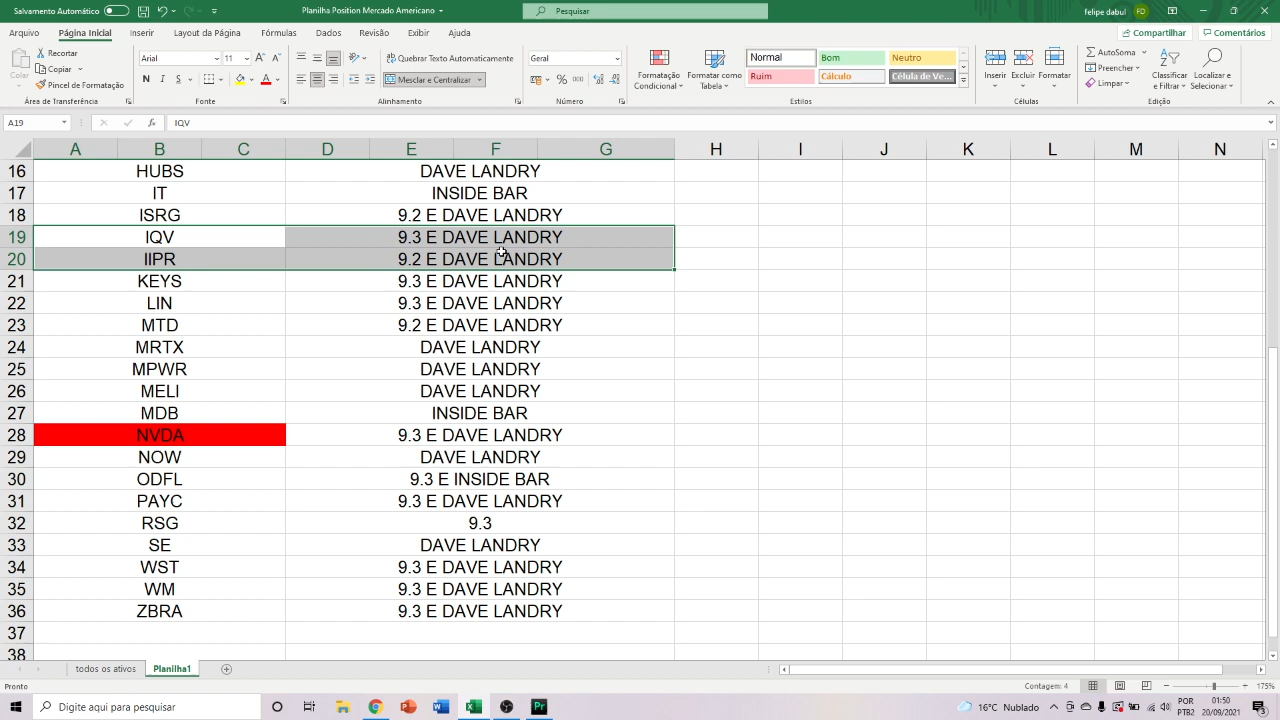 Salvamento Automático
Planilha Position Mercado Americano
Pesquisar
felipe dabul FD
Arquivo Página Inicial Inserir Layout da Página Fórmulas Dados Revisão Exibir Ajuda Compartilhar Comentários
Colar
Recortar
Copiar
Pincel de Formatação
Área de Transferência
Arial 11
N I S
Fonte
Quebrar Texto Automaticamente
Mesclar e Centralizar
Alinhamento
Geral
% 000
Número
Formatação Condicional
Formatar como Tabela
Normal Bom Neutro
Ruim Cálculo Célula de Ve...
Estilos
Inserir Excluir Formatar
Células
AutoSoma
Preencher
Limpar
Classificar e Filtrar
Localizar e Selecionar
Edição
A19 fx IQV
A B C D E F G H I J K L M N
16 HUBS DAVE LANDRY
17 IT INSIDE BAR
18 ISRG 9.2 E DAVE LANDRY
19 IQV 9.3 E DAVE LANDRY
20 IIPR 9.2 E DAVE LANDRY
21 KEYS 9.3 E DAVE LANDRY
22 LIN 9.3 E DAVE LANDRY
23 MTD 9.2 E DAVE LANDRY
24 MRTX DAVE LANDRY
25 MPWR DAVE LANDRY
26 MELI DAVE LANDRY
27 MDB INSIDE BAR
28 NVDA 9.3 E DAVE LANDRY
29 NOW DAVE LANDRY
30 ODFL 9.3 E INSIDE BAR
31 PAYC 9.3 E DAVE LANDRY
32 RSG 9.3
33 SE DAVE LANDRY
34 WST 9.3 E DAVE LANDRY
35 WM 9.3 E DAVE LANDRY
36 ZBRA 9.3 E DAVE LANDRY
37
38
todos os ativos Planilha1
Pronto Contagem: 4 175%
Digite aqui para pesquisar
16°C Nublado
POR
PTB2
01:50
20/09/2021
3